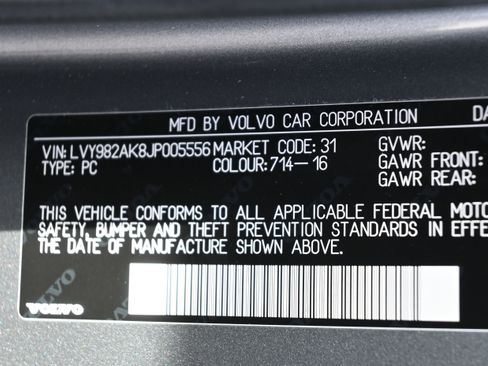 MFD BY VOLVO CAR CORPORATION
VIN: LVY982AK8JP005556 MARKET CODE: 31 GVWR:
TYPE: PC COLOUR: 714-16 GAWR FRONT:
GAWR REAR:
THIS VEHICLE CONFORMS TO ALL APPLICABLE FEDERAL MOTO
SAFETY, BUMPER AND THEFT PREVENTION STANDARDS IN EFFE
THE DATE OF MANUFACTURE SHOWN ABOVE.
VOLVO